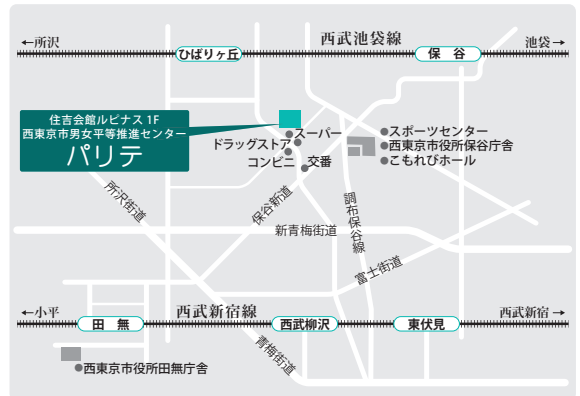 ←所沢
西武池袋線
池袋→
ひばりヶ丘
保谷
住吉会館ルピナス1F
西東京市男女平等推進センター
パリテ
●スーパー
ドラッグストア●
コンビニ●
交番
●スポーツセンター
●西東京市役所保谷庁舎
●こもれびホール
所沢街道
保谷新道
調布保谷線
新青梅街道
富士街道
←小平
西武新宿線
西武新宿→
田無
西武柳沢
東伏見
青梅街道
●西東京市役所田無庁舎